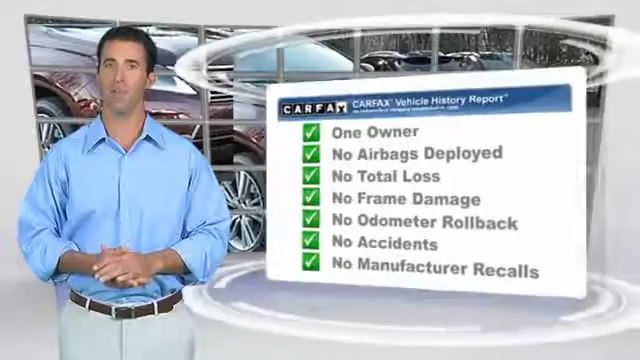 CARFAX CARFAX Vehicle History Report
One Owner
No Airbags Deployed
No Total Loss
No Frame Damage
No Odometer Rollback
No Accidents
No Manufacturer Recalls